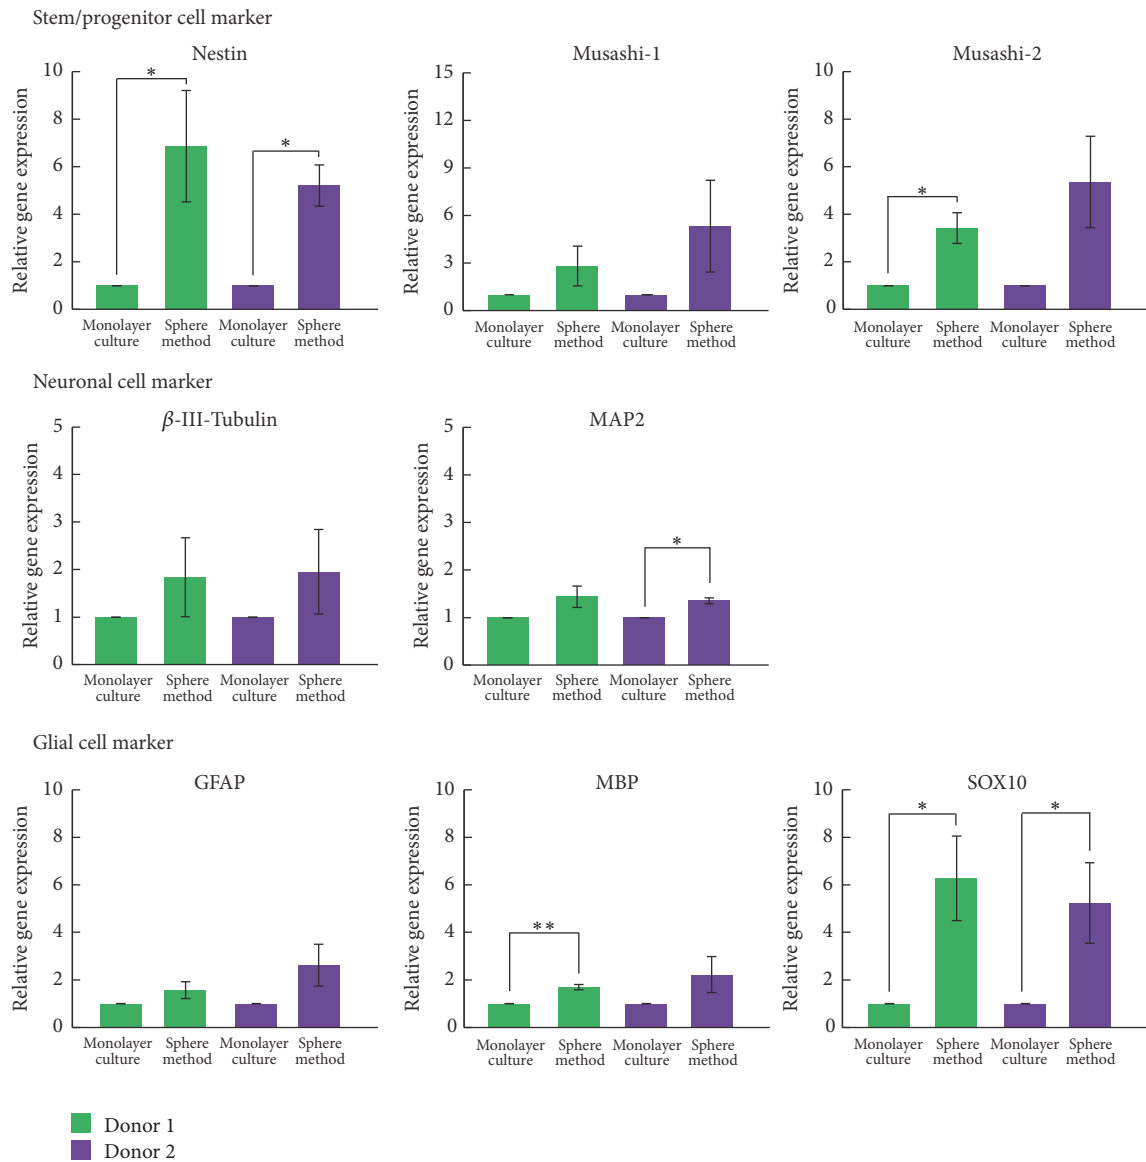 Stem/progenitor cell marker
Nestin
Relative gene expression
10
8
6
4
2
0
*
*
Monolayer culture
Sphere method
Monolayer culture
Sphere method
Musashi-1
Relative gene expression
15
12
9
6
3
0
Monolayer culture
Sphere method
Monolayer culture
Sphere method
Musashi-2
Relative gene expression
10
8
6
4
2
0
*
Monolayer culture
Sphere method
Monolayer culture
Sphere method
Neuronal cell marker
β-III-Tubulin
Relative gene expression
5
4
3
2
1
0
Monolayer culture
Sphere method
Monolayer culture
Sphere method
MAP2
Relative gene expression
5
4
3
2
1
0
*
Monolayer culture
Sphere method
Monolayer culture
Sphere method
Glial cell marker
GFAP
Relative gene expression
10
8
6
4
2
0
Monolayer culture
Sphere method
Monolayer culture
Sphere method
MBP
Relative gene expression
10
8
6
4
2
0
**
Monolayer culture
Sphere method
Monolayer culture
Sphere method
SOX10
Relative gene expression
10
8
6
4
2
0
*
*
Monolayer culture
Sphere method
Monolayer culture
Sphere method
Donor 1
Donor 2